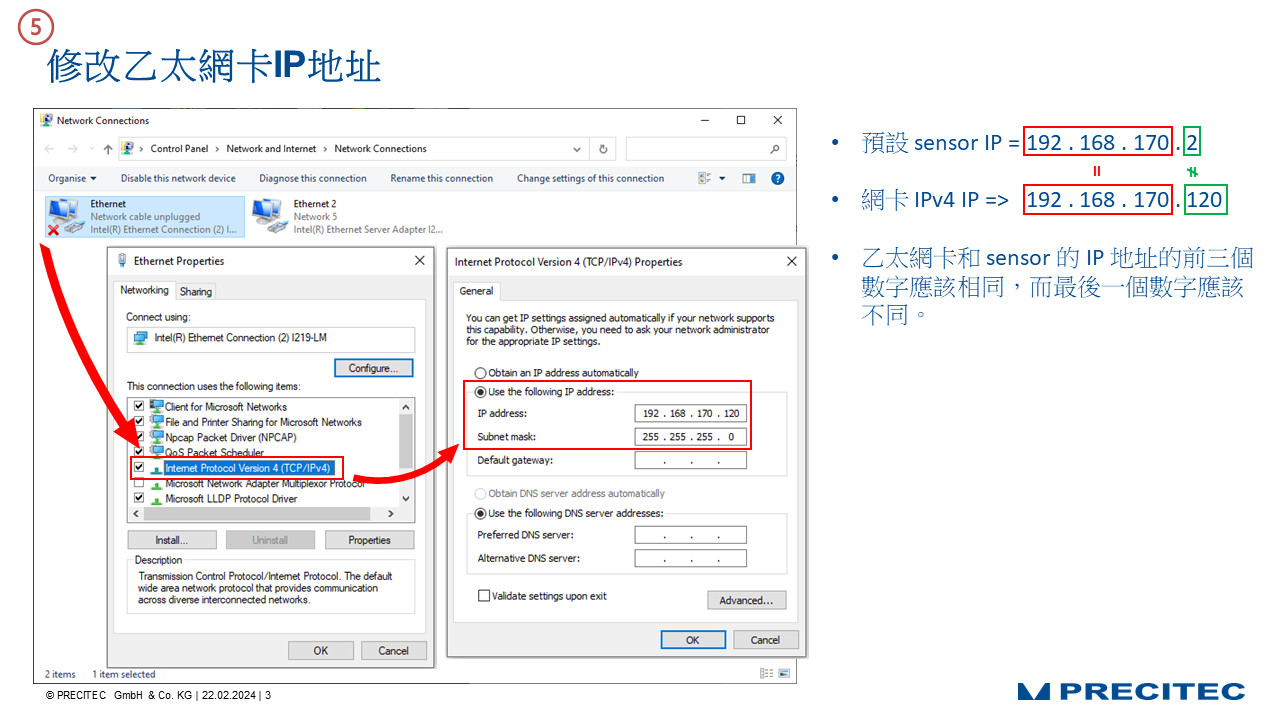 5
修改乙太網卡IP地址
Network Connections
Control Panel > Network and Internet > Network Connections
Organise Disable this network device Diagnose this connection Rename this connection Change settings of this connection
Ethernet
Network cable unplugged
Intel(R) Ethernet Connection (2) I...
Ethernet 2
Network 5
Intel(R) Ethernet Server Adapter I2...
Ethernet Properties
Networking Sharing
Connect using:
Intel(R) Ethernet Connection (2) I219-LM
Configure...
This connection uses the following items:
Client for Microsoft Networks
File and Printer Sharing for Microsoft Networks
Npcap Packet Driver (NPCAP)
QoS Packet Scheduler
Internet Protocol Version 4 (TCP/IPv4)
Microsoft Network Adapter Multiplexor Protocol
Microsoft LLDP Protocol Driver
Install... Uninstall Properties
Description
Transmission Control Protocol/Internet Protocol. The default
wide area network protocol that provides communication
across diverse interconnected networks.
OK Cancel
Internet Protocol Version 4 (TCP/IPv4) Properties
General
You can get IP settings assigned automatically if your network supports
this capability. Otherwise, you need to ask your network administrator
for the appropriate IP settings.
Obtain an IP address automatically
Use the following IP address:
IP address: 192 . 168 . 170 . 120
Subnet mask: 255 . 255 . 255 . 0
Default gateway: . . .
Obtain DNS server address automatically
Use the following DNS server addresses:
Preferred DNS server: . . .
Alternative DNS server: . . .
Validate settings upon exit
Advanced...
OK Cancel
2 items 1 item selected
• 預設 sensor IP = 192 . 168 . 170 . 2
= ≠
• 網卡 IPv4 IP => 192 . 168 . 170 . 120
• 乙太網卡和 sensor 的 IP 地址的前三個
數字應該相同，而最後一個數字應該
不同。
© PRECITEC GmbH & Co. KG | 22.02.2024 | 3
PRECITEC